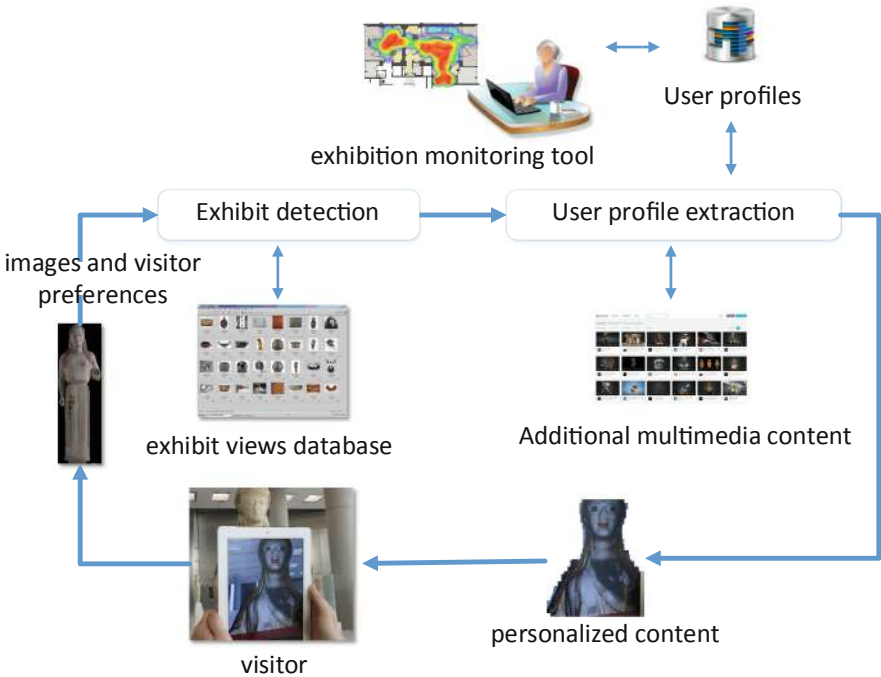 User profiles
exhibition monitoring tool
Exhibit detection
User profile extraction
images and visitor
preferences
exhibit views database
Additional multimedia content
personalized content
visitor